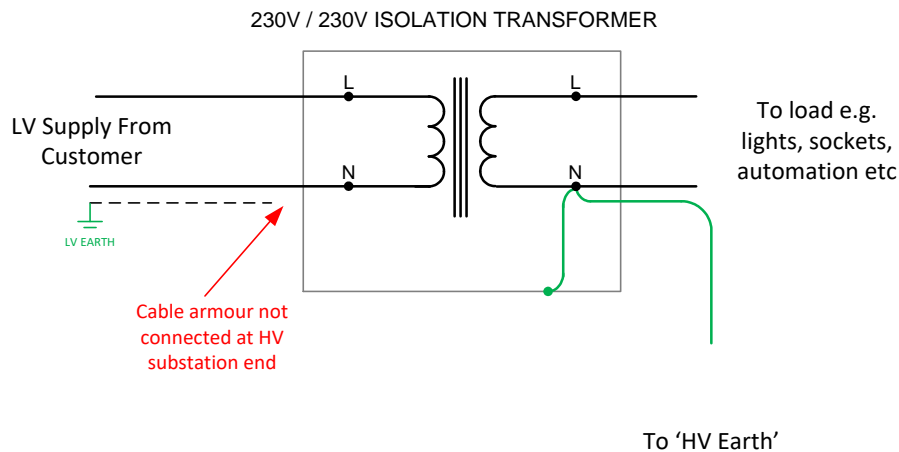 230V / 230V ISOLATION TRANSFORMER
L
L
LV Supply From
Customer
To load e.g.
lights, sockets,
automation etc
N
N
LV EARTH
Cable armour not
connected at HV
substation end
To ‘HV Earth’